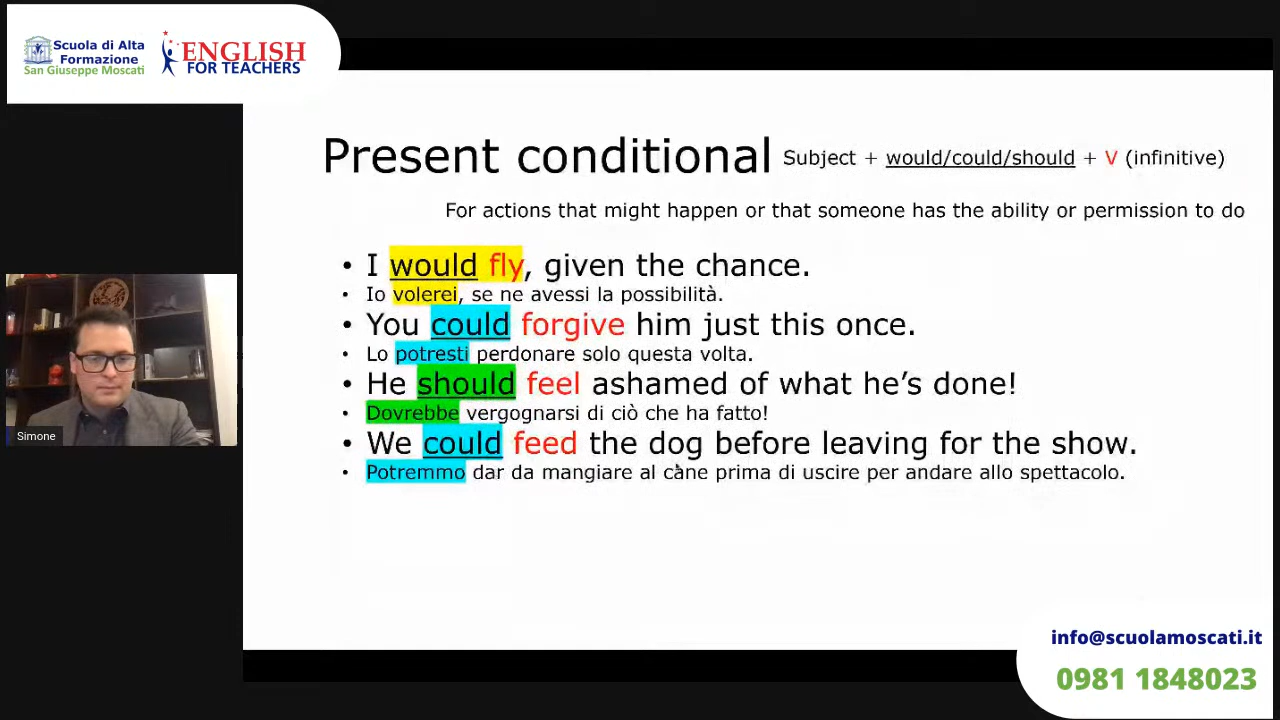 Scuola di Alta
Formazione
San Giuseppe Moscati
ENGLISH
FOR TEACHERS
Present conditional Subject + would/could/should + V (infinitive)
For actions that might happen or that someone has the ability or permission to do
• I would fly, given the chance.
• Io volerei, se ne avessi la possibilità.
• You could forgive him just this once.
• Lo potresti perdonare solo questa volta.
• He should feel ashamed of what he's done!
• Dovrebbe vergognarsi di ciò che ha fatto!
• We could feed the dog before leaving for the show.
• Potremmo dar da mangiare al cane prima di uscire per andare allo spettacolo.
Simone
info@scuolamoscati.it
0981 1848023